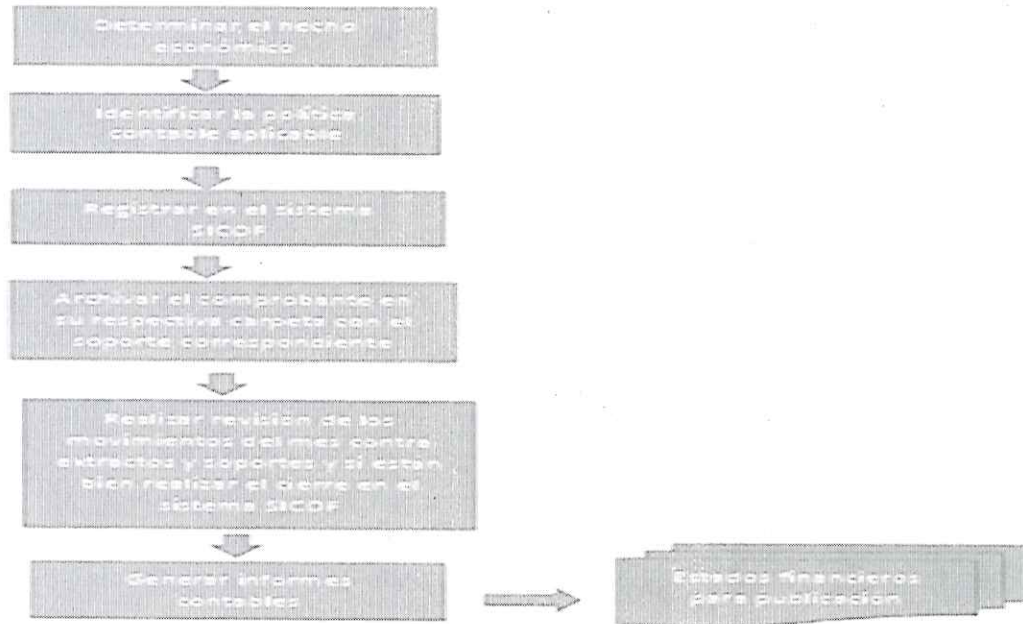 Determinar el hecho
económico
Identificar la política
contable aplicable
Registrar en el sistema
SICOF
Archivar el comprobante en
su respectiva carpeta con el
soporte correspondiente
Realizar revisión de los
movimientos del mes contra
extractos y soportes y si están
bien realizar el cierre en el
sistema SICOF
Generar informes
contables
Estados financieros
para publicación